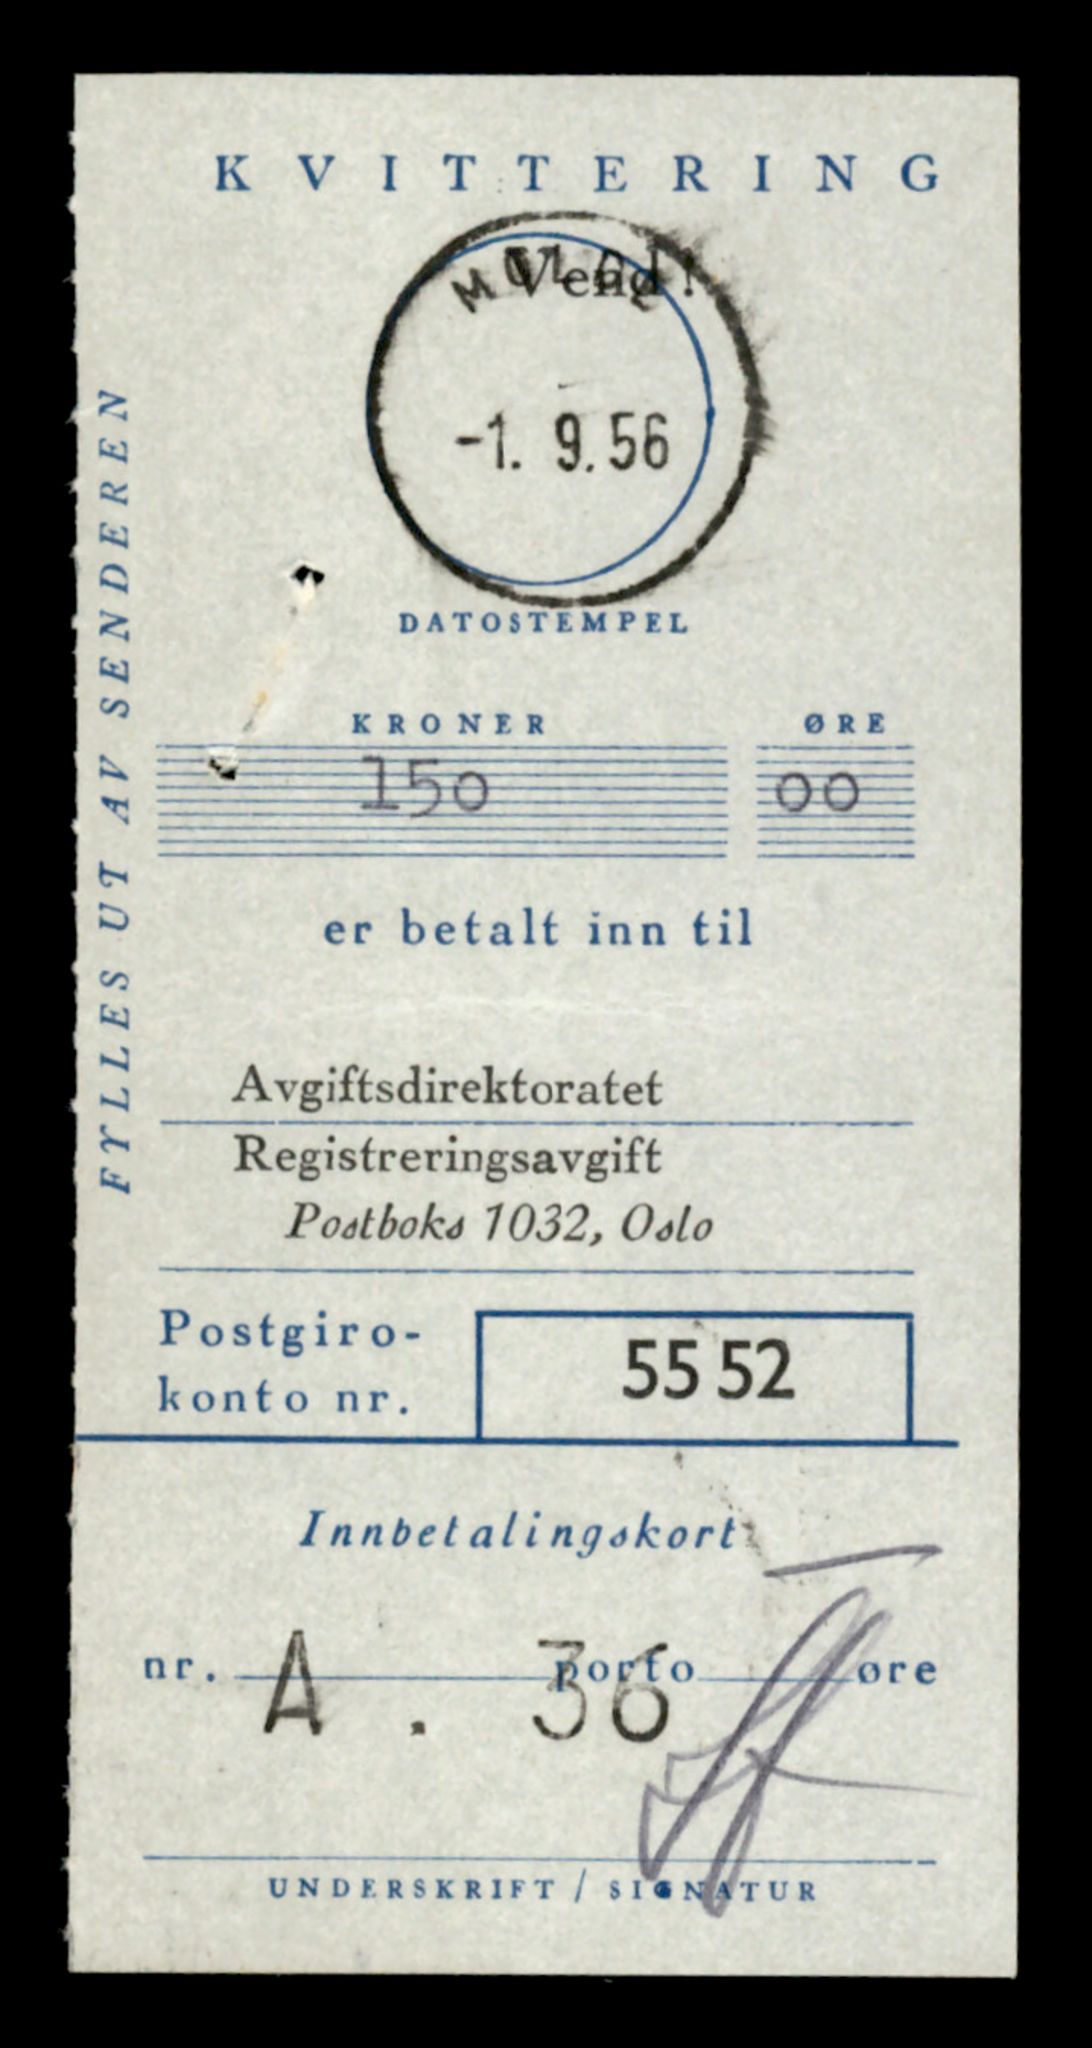 KVITTERING
Vend!
MOLDE
-1. 9.56
DATOSTEMPEL
FYLLES UT AV SENDEREN
KRONER ØRE
150 00
er betalt inn til
Avgiftsdirektoratet
Registreringsavgift
Postboks 1032, Oslo
Postgiro-
konto nr.
55 52
Innbetalingskort
nr. porto øre
A . 36
UNDERSKRIFT / SIGNATUR